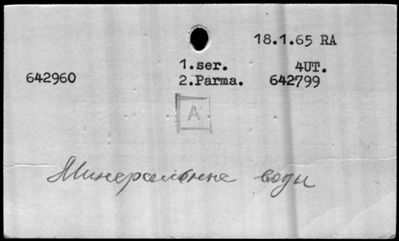 18.1.65 RA
1.ser. 4UT.
642960 2.Parma. 642799
A
Минеральные воды